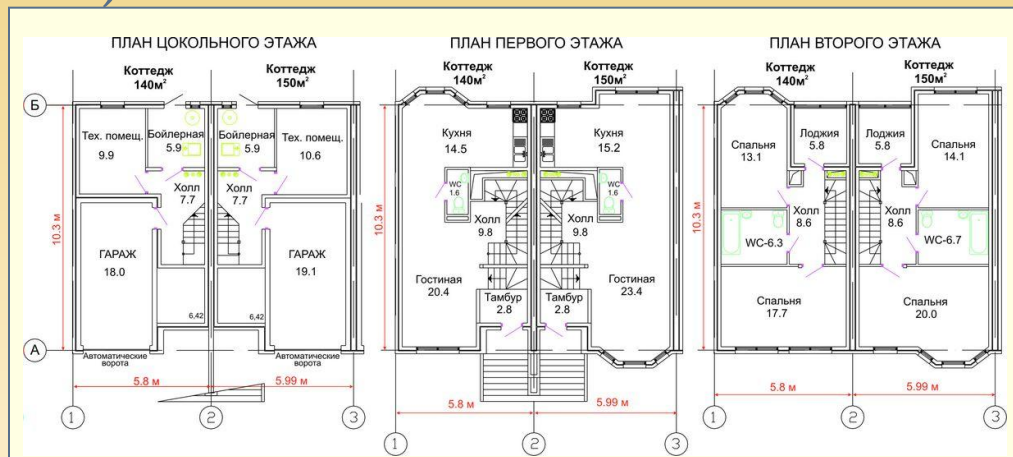 ПЛАН ЦОКОЛЬНОГО ЭТАЖА
Коттедж
140м²
Коттедж
150м²
Б
Тех. помещ.
9.9
Бойлерная
5.9
Бойлерная
5.9
Тех. помещ.
10.6
Холл
7.7
Холл
7.7
10.3 м
ГАРАЖ
18.0
ГАРАЖ
19.1
6,42
6,42
А
Автоматические
ворота
Автоматические
ворота
5.8 м
5.99 м
1
2
3
ПЛАН ПЕРВОГО ЭТАЖА
Коттедж
140м²
Коттедж
150м²
Кухня
14.5
Кухня
15.2
WC
1.6
WC
1.6
Холл
9.8
Холл
9.8
10.3 м
Гостиная
20.4
Гостиная
23.4
Тамбур
2.8
Тамбур
2.8
5.8 м
5.99 м
1
2
3
ПЛАН ВТОРОГО ЭТАЖА
Коттедж
140м²
Коттедж
150м²
Спальня
13.1
Лоджия
5.8
Лоджия
5.8
Спальня
14.1
Холл
8.6
Холл
8.6
10.3 м
WC-6.3
WC-6.7
Спальня
17.7
Спальня
20.0
5.8 м
5.99 м
1
2
3